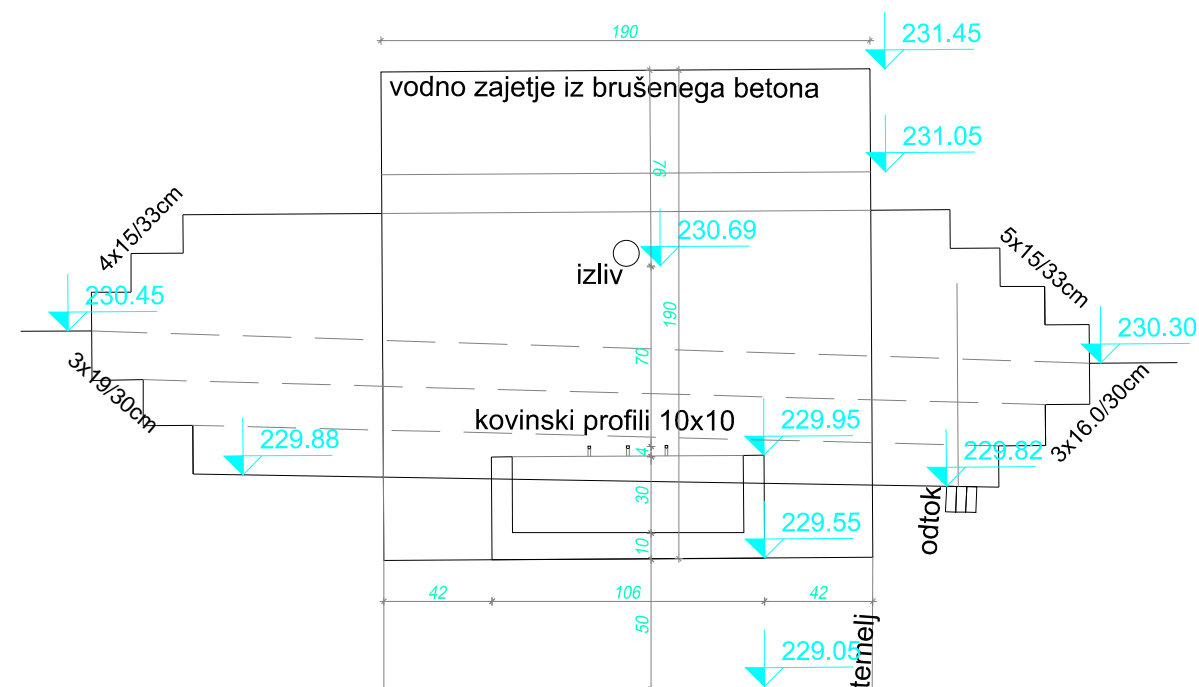 190
231.45
vodno zajetje iz brušenega betona
231.05
76
4x15/33cm
230.69
5x15/33cm
izliv
230.45
190
230.30
70
3x19/30cm
3x16.0/30cm
kovinski profili 10x10
229.95
229.88
4
229.82
30
odtok
229.55
10
42
106
42
50
temelj
229.05